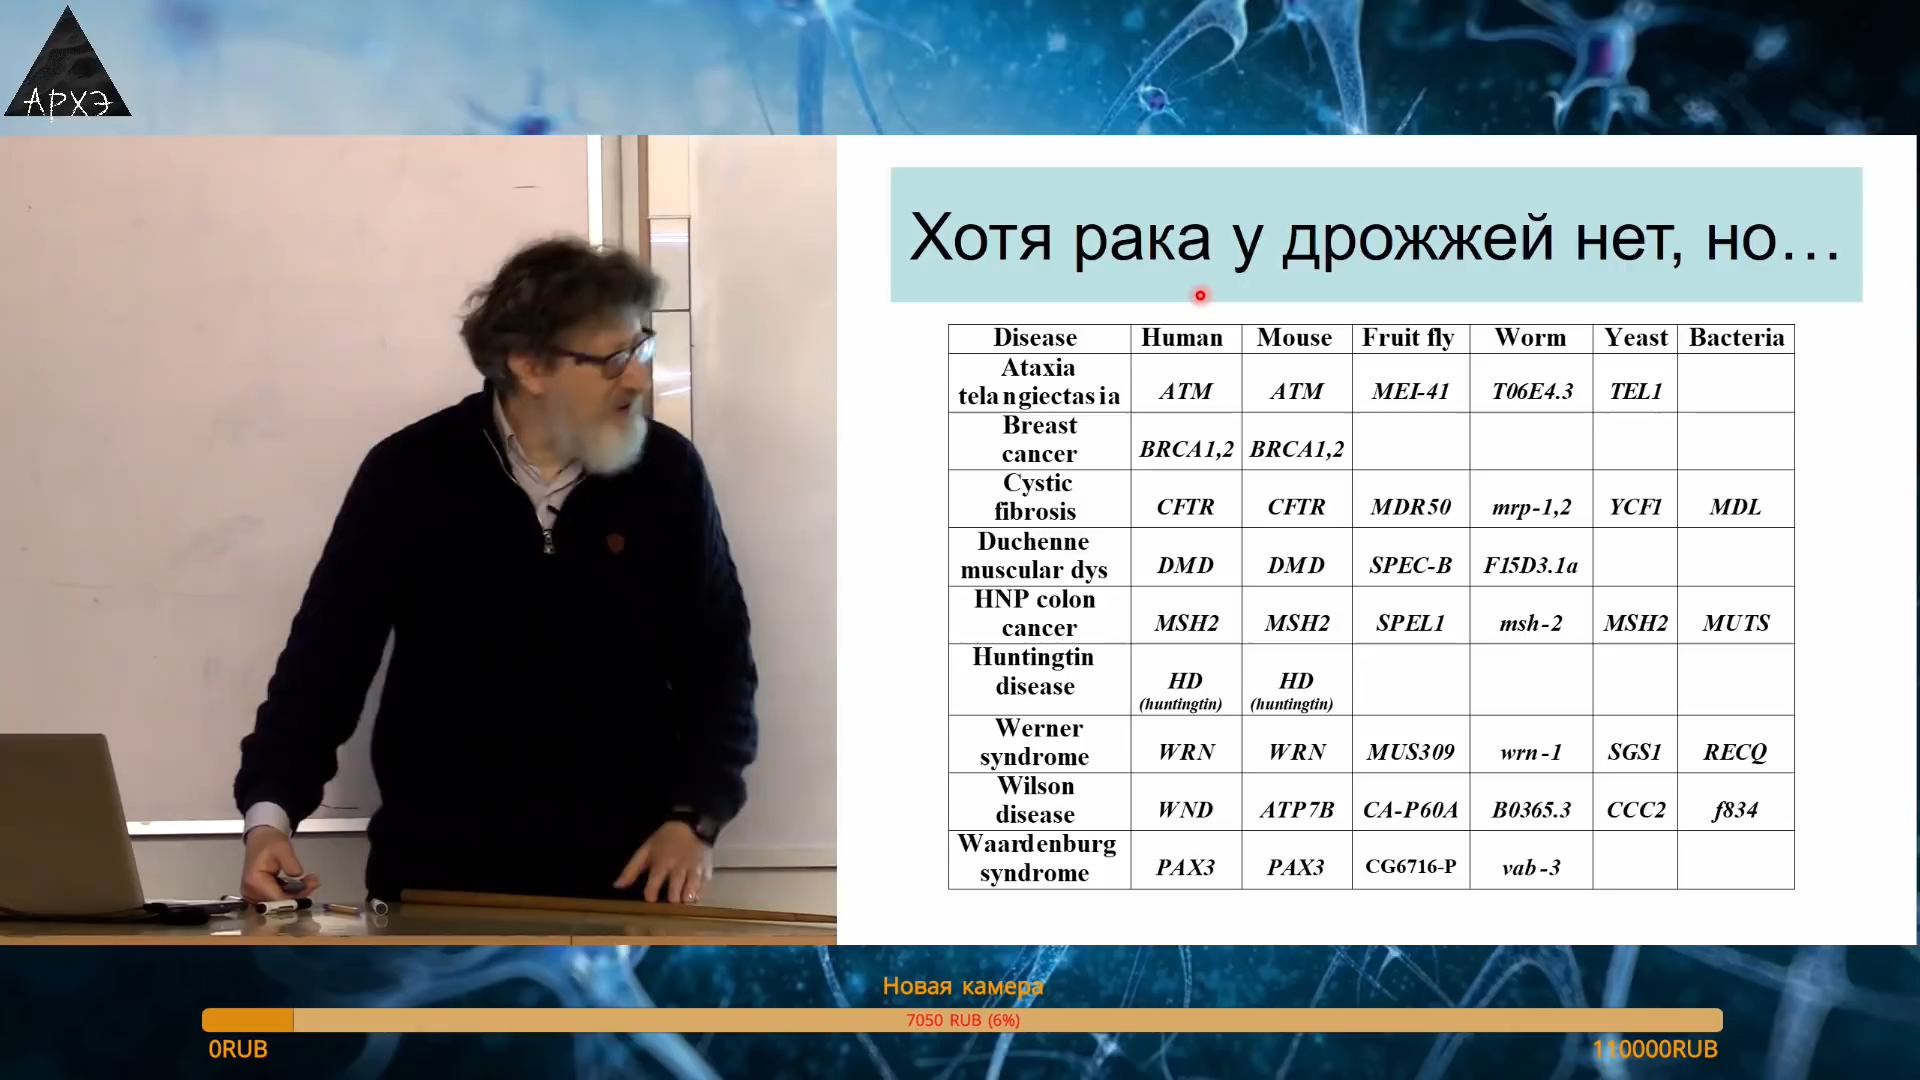 АРХЭ
Хотя рака у дрожжей нет, но...
Disease Human Mouse Fruit fly Worm Yeast Bacteria
Ataxia
telangiectasia ATM ATM MEI-41 T06E4.3 TEL1
Breast
cancer BRCA1,2 BRCA1,2
Cystic
fibrosis CFTR CFTR MDR50 mrp-1,2 YCF1 MDL
Duchenne
muscular dys DMD DMD SPEC-B F15D3.1a
HNP colon
cancer MSH2 MSH2 SPEL1 msh-2 MSH2 MUTS
Huntingtin
disease HD HD
(huntingtin) (huntingtin)
Werner
syndrome WRN WRN MUS309 wrn-1 SGS1 RECQ
Wilson
disease WND ATP7B CA-P60A B0365.3 CCC2 f834
Waardenburg
syndrome PAX3 PAX3 CG6716-P vab-3
Новая камера
7050 RUB (6%)
0RUB 110000RUB